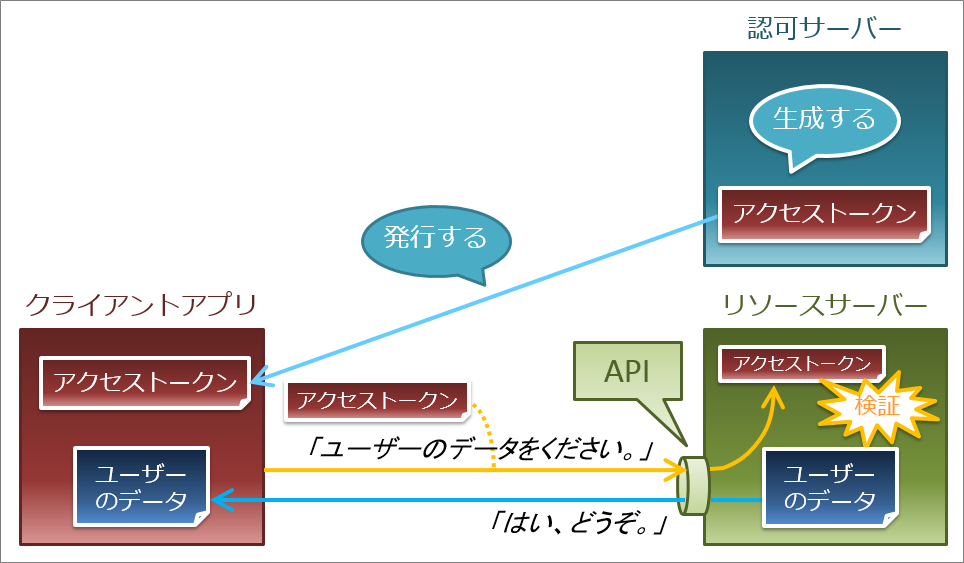 認可サーバー
生成する
アクセストークン
発行する
クライアントアプリ
リソースサーバー
アクセストークン
アクセストークン
API
アクセストークン
検証
「ユーザーのデータをください。」
ユーザー
のデータ
ユーザー
のデータ
「はい、どうぞ。」